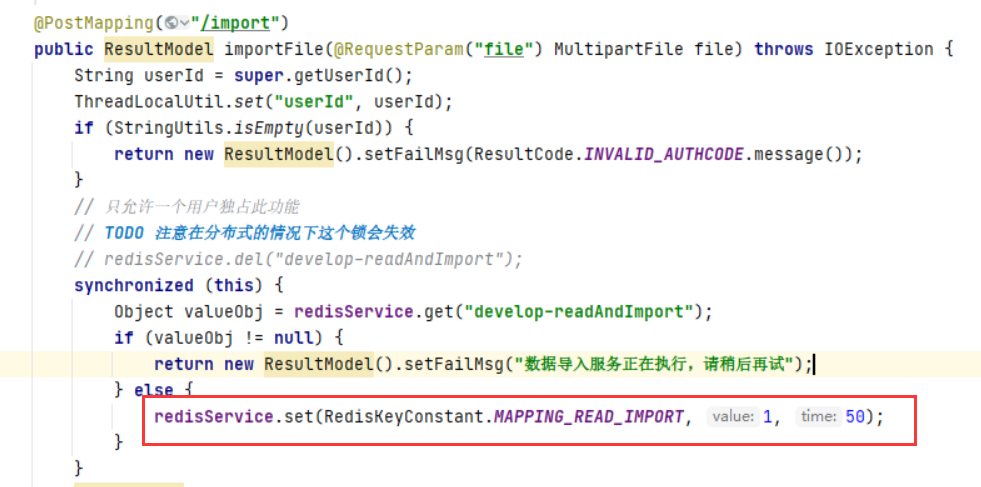 @PostMapping("/import")
public ResultModel importFile(@RequestParam("file") MultipartFile file) throws IOException {
String userId = super.getUserId();
ThreadLocalUtil.set("userId", userId);
if (StringUtils.isEmpty(userId)) {
return new ResultModel().setFailMsg(ResultCode.INVALID_AUTHCODE.message());
}
// 只允许一个用户独占此功能
// TODO 注意在分布式的情况下这个锁会失效
// redisService.del("develop-readAndImport");
synchronized (this) {
Object valueObj = redisService.get("develop-readAndImport");
if (valueObj != null) {
return new ResultModel().setFailMsg("数据导入服务正在执行，请稍后再试");
} else {
redisService.set(RedisKeyConstant.MAPPING_READ_IMPORT, value: 1, time: 50);
}
}